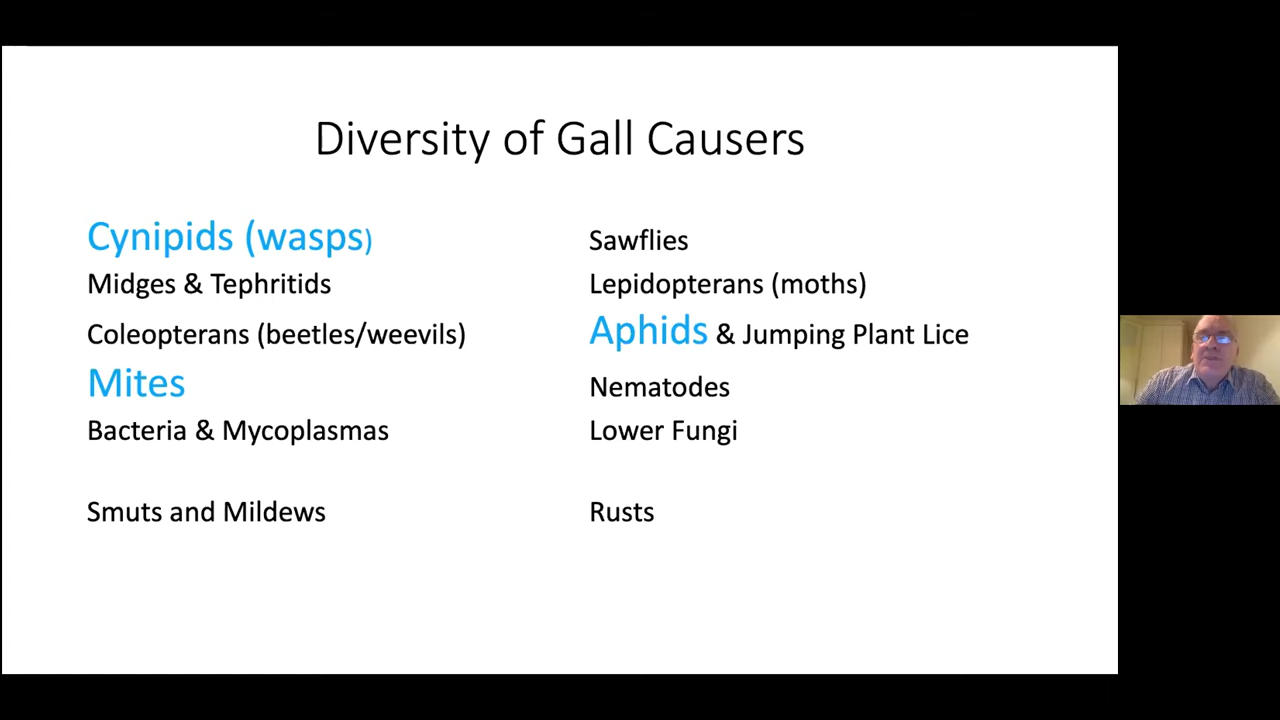 Diversity of Gall Causers
Cynipids (wasps)
Midges & Tephritids
Coleopterans (beetles/weevils)
Mites
Bacteria & Mycoplasmas
Smuts and Mildews
Sawflies
Lepidopterans (moths)
Aphids & Jumping Plant Lice
Nematodes
Lower Fungi
Rusts